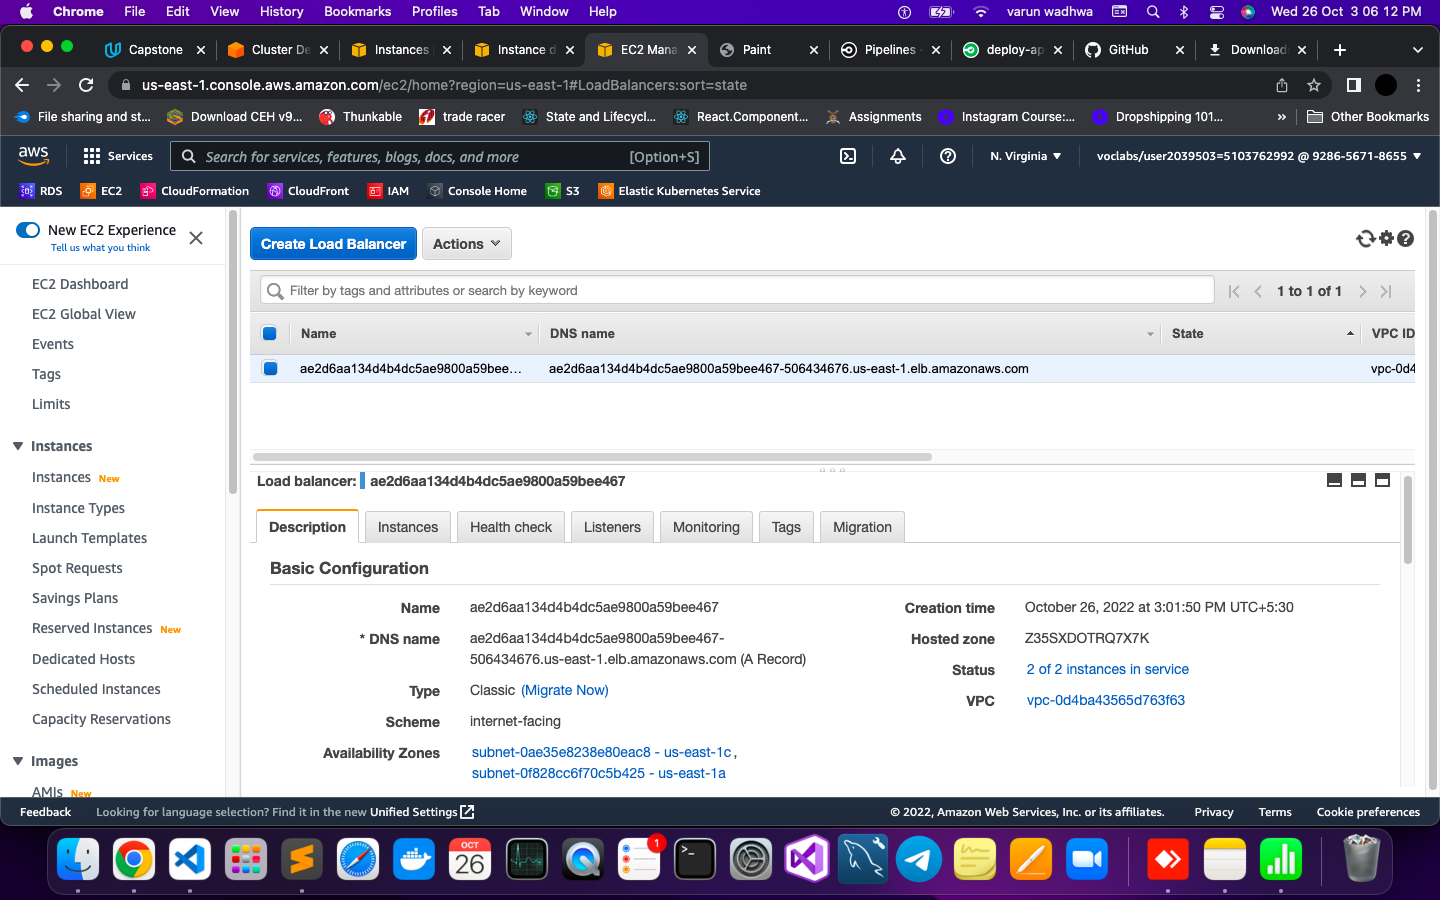 Chrome File Edit View History Bookmarks Profiles Tab Window Help varun wadhwa Wed 26 Oct 3 06 12 PM
Capstone Cluster De Instances Instance d EC2 Mana Paint Pipelines deploy-ap GitHub Download
us-east-1.console.aws.amazon.com/ec2/home?region=us-east-1#LoadBalancers:sort=state
File sharing and st... Download CEH v9... Thunkable trade racer State and Lifecycl... React.Component... Assignments Instagram Course:... Dropshipping 101... » Other Bookmarks
aws Services Search for services, features, blogs, docs, and more [Option+S] N. Virginia voclabs/user2039503=5103762992 @ 9286-5671-8655
RDS EC2 CloudFormation CloudFront IAM Console Home S3 Elastic Kubernetes Service
New EC2 Experience
Tell us what you think
EC2 Dashboard
EC2 Global View
Events
Tags
Limits
Instances
Instances New
Instance Types
Launch Templates
Spot Requests
Savings Plans
Reserved Instances New
Dedicated Hosts
Scheduled Instances
Capacity Reservations
Images
AMIs New
Create Load Balancer Actions
Filter by tags and attributes or search by keyword 1 to 1 of 1
Name DNS name State VPC ID
ae2d6aa134d4b4dc5ae9800a59bee... ae2d6aa134d4b4dc5ae9800a59bee467-506434676.us-east-1.elb.amazonaws.com vpc-0d4
Load balancer: ae2d6aa134d4b4dc5ae9800a59bee467
Description Instances Health check Listeners Monitoring Tags Migration
Basic Configuration
Name ae2d6aa134d4b4dc5ae9800a59bee467
* DNS name ae2d6aa134d4b4dc5ae9800a59bee467-
506434676.us-east-1.elb.amazonaws.com (A Record)
Type Classic (Migrate Now)
Scheme internet-facing
Availability Zones subnet-0ae35e8238e80eac8 - us-east-1c,
subnet-0f828cc6f70c5b425 - us-east-1a
Creation time October 26, 2022 at 3:01:50 PM UTC+5:30
Hosted zone Z35SXDOTRQ7X7K
Status 2 of 2 instances in service
VPC vpc-0d4ba43565d763f63
Feedback Looking for language selection? Find it in the new Unified Settings © 2022, Amazon Web Services, Inc. or its affiliates. Privacy Terms Cookie preferences
OCT
26
1